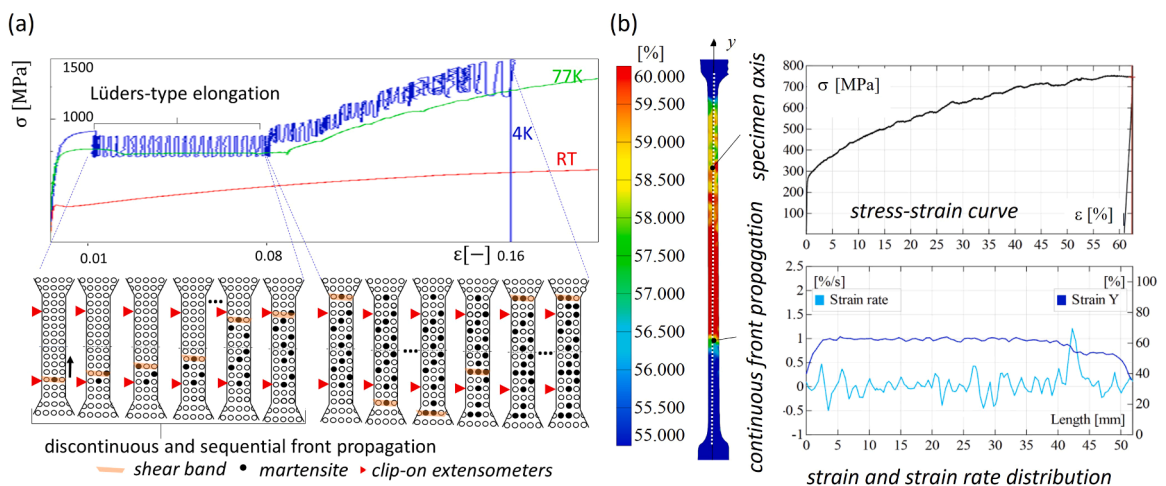 (a)
σ [MPa]
1500
1000
Lüders-type elongation
77K
4K
RT
0.01
0.08
ε[−]
0.16
discontinuous and sequential front propagation
shear band
martensite
clip-on extensometers
(b)
[%]
60.000
59.500
59.000
58.500
58.000
57.500
57.000
56.500
56.000
55.500
55.000
y
specimen axis
continuous front propagation
800
700
600
500
400
300
200
100
σ [MPa]
stress-strain curve
ε [%]
0 5 10 15 20 25 30 35 40 45 50 55 60
2.5
2
1.5
1
0.5
0
-0.5
-1
[%/s]
Strain rate
[%]
Strain Y
100
80
60
40
20
0
Length [mm]
0 5 10 15 20 25 30 35 40 45 50
strain and strain rate distribution